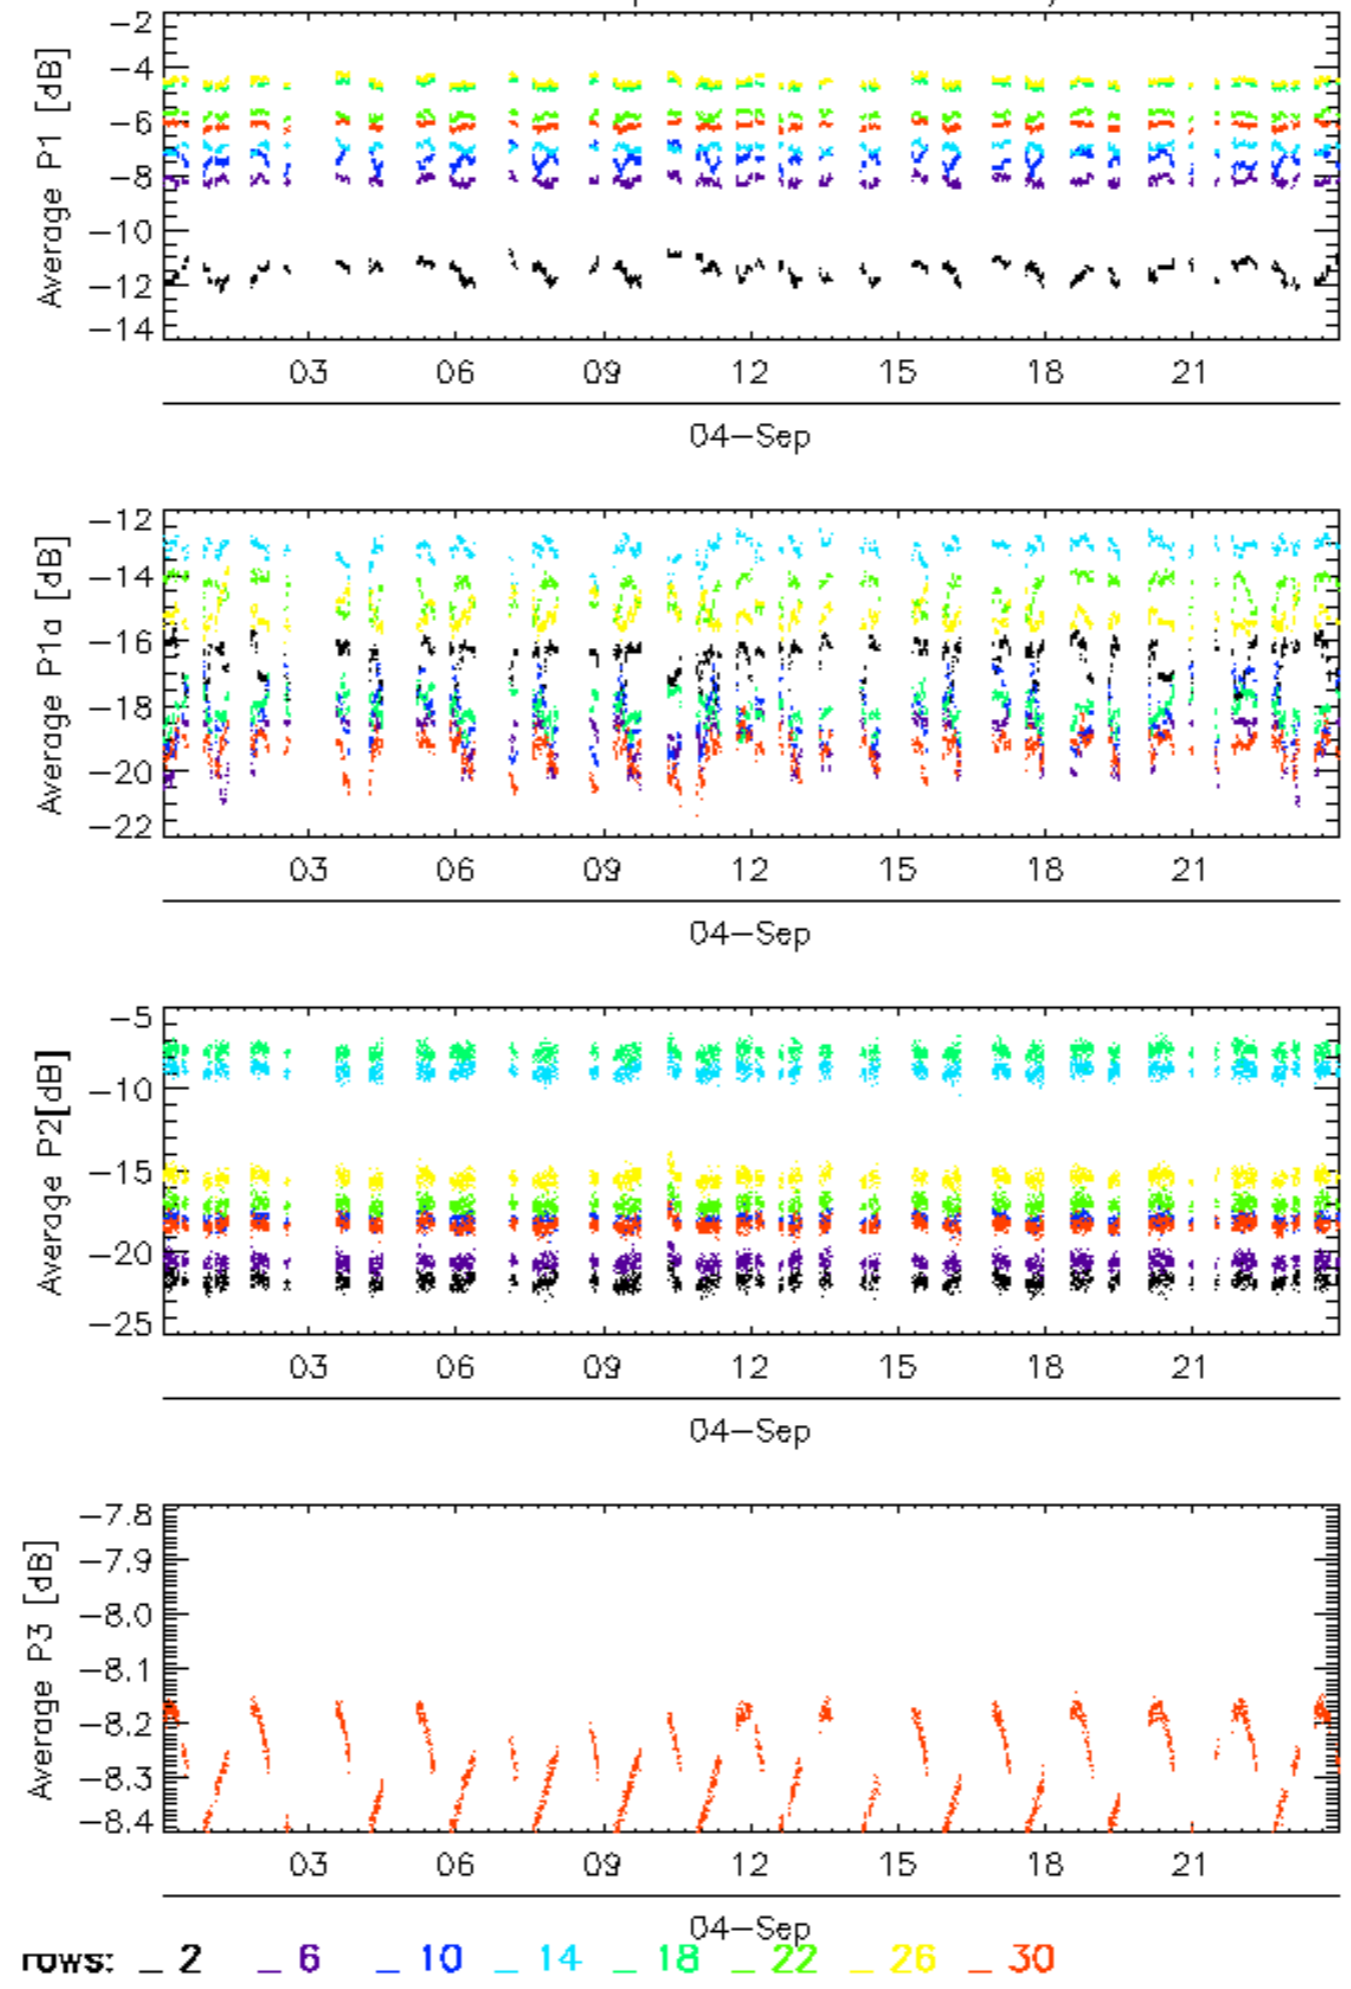 Average P1 [dB]
−2
−4
−6
−8
−10
−12
−14
03 06 09 12 15 18 21
04−Sep
Average P1a [dB]
−12
−14
−16
−18
−20
−22
03 06 09 12 15 18 21
04−Sep
Average P2[dB]
−5
−10
−15
−20
−25
03 06 09 12 15 18 21
04−Sep
Average P3 [dB]
−7.8
−7.9
−8.0
−8.1
−8.2
−8.3
−8.4
03 06 09 12 15 18 21
04−Sep
rows: _ 2 _ 6 _ 10 _ 14 _ 18 _ 22 _ 26 _ 30